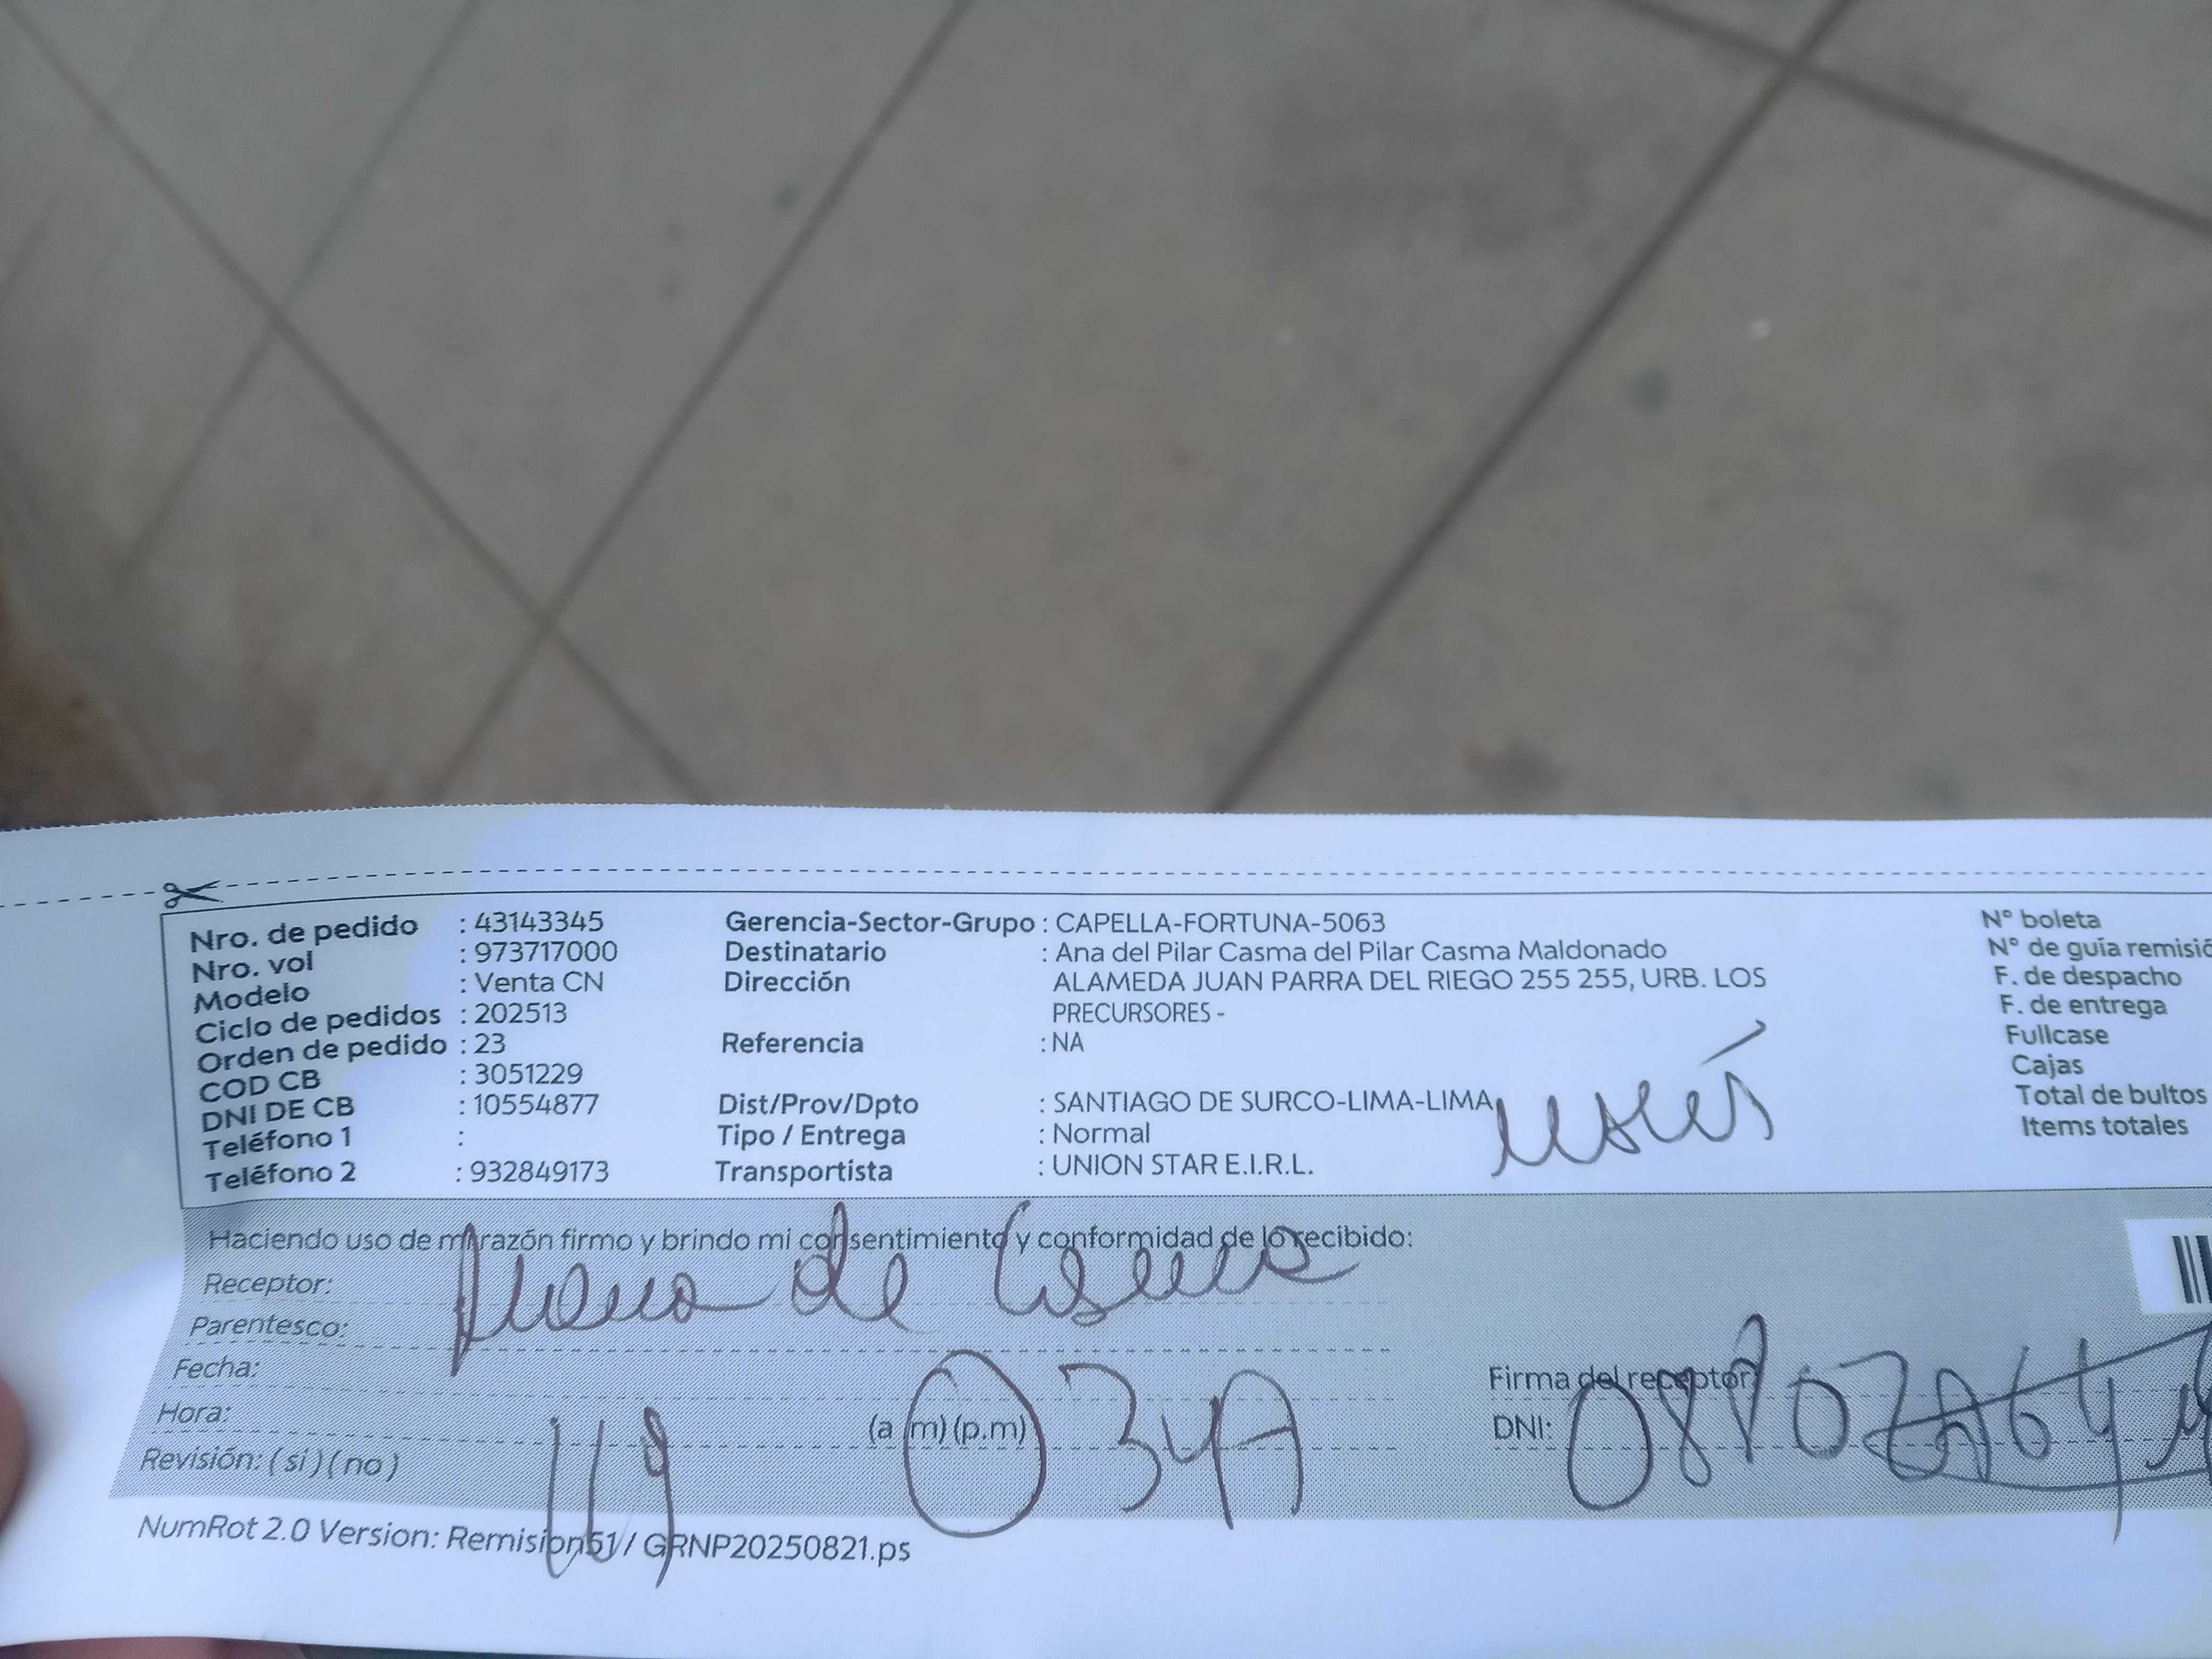 Nro. de pedido : 43143345
Nro. vol : 973717000
Modelo : Venta CN
Ciclo de pedidos : 202513
Orden de pedido : 23
COD CB : 3051229
DNI DE CB : 10554877
Teléfono 1 :
Teléfono 2 : 932849173
Gerencia-Sector-Grupo : CAPELLA-FORTUNA-5063
Destinatario : Ana del Pilar Casma del Pilar Casma Maldonado
Dirección ALAMEDA JUAN PARRA DEL RIEGO 255 255, URB. LOS
PRECURSORES -
Referencia : NA
Dist/Prov/Dpto : SANTIAGO DE SURCO-LIMA-LIMA
Tipo / Entrega : Normal
Transportista : UNION STAR E.I.R.L.
N° boleta
N° de guía remisió
F. de despacho
F. de entrega
Fullcase
Cajas
Total de bultos
Items totales
Haciendo uso de mi razón firmo y brindo mi consentimiento y conformidad de lo recibido:
Receptor: de
Parentesco:
Fecha:
Hora: (a.m) (p.m)
Revisión: (si) (no)
Firma del receptor
DNI:
NumRot 2.0 Version: Remision51/ GRNP20250821.ps